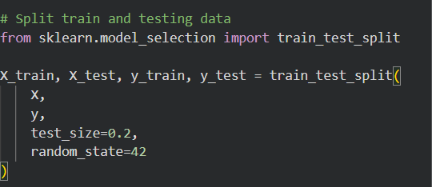 # Split train and testing data
from sklearn.model_selection import train_test_split

X_train, X_test, y_train, y_test = train_test_split(
    X,
    y,
    test_size=0.2,
    random_state=42
)